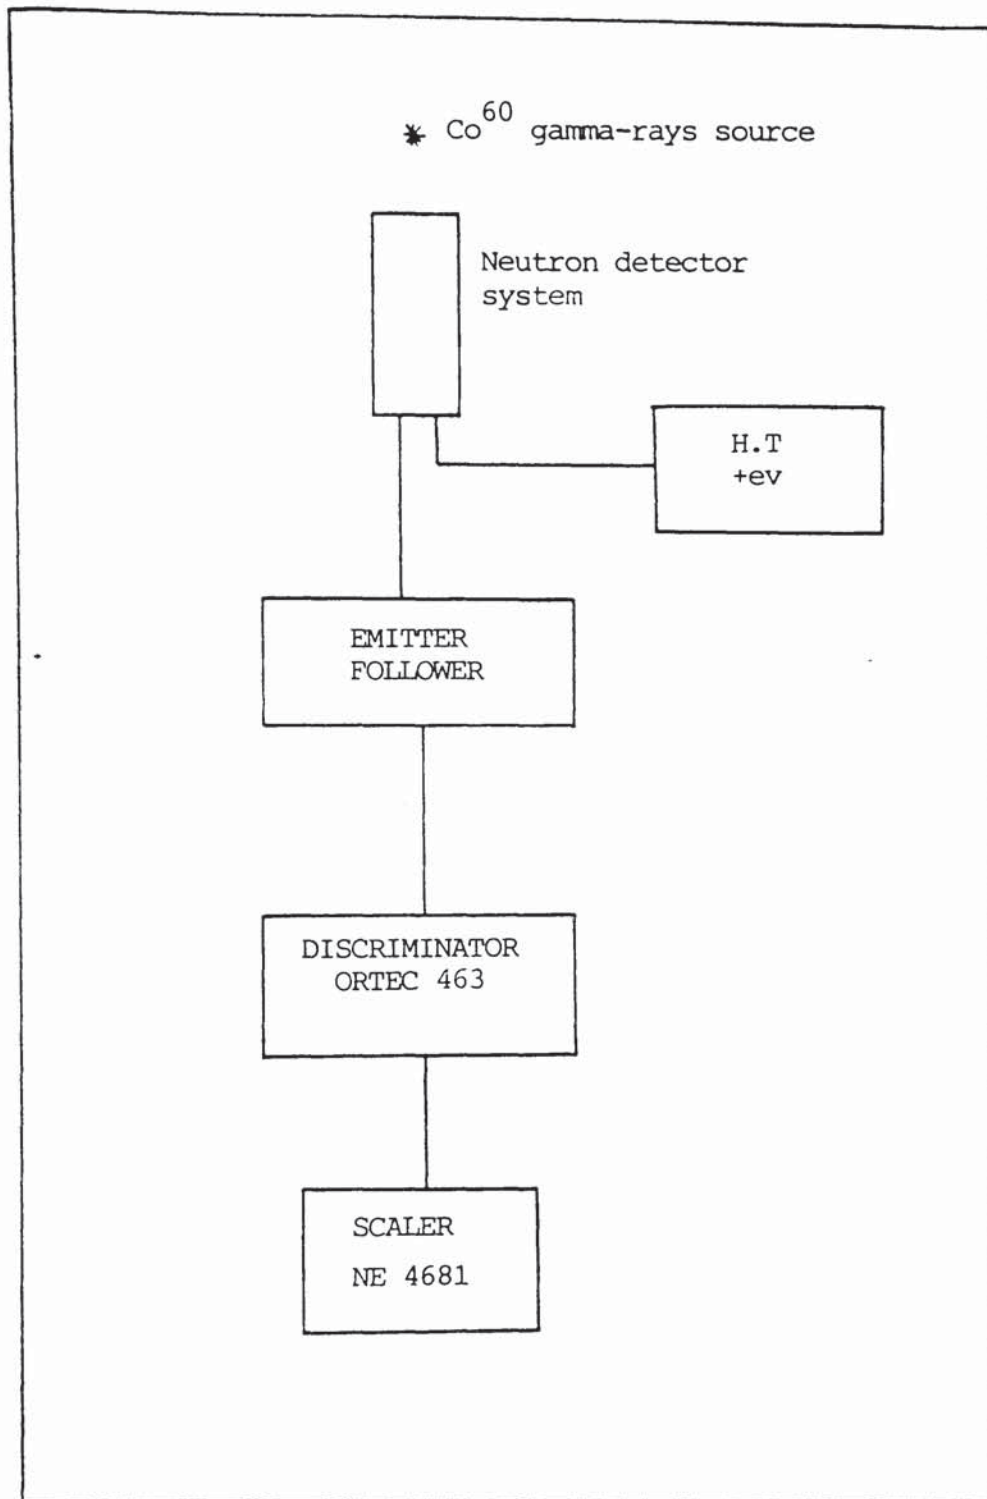 Co60 gamma-rays source
Neutron detector
system
H.T
+ev
EMITTER
FOLLOWER
DISCRIMINATOR
ORTEC 463
SCALER
NE 4681